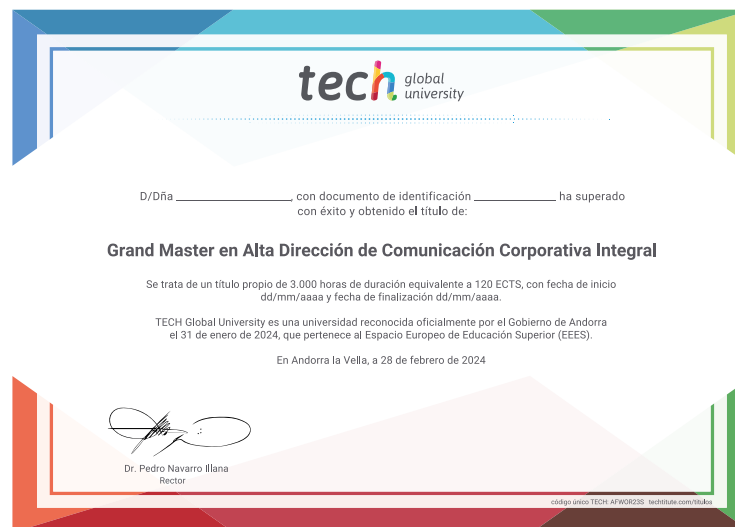 tech global
university
D/Dña ____________, con documento de identificación ____________ ha superado
con éxito y obtenido el título de:
Grand Master en Alta Dirección de Comunicación Corporativa Integral
Se trata de un título propio de 3.000 horas de duración equivalente a 120 ECTS, con fecha de inicio
dd/mm/aaaa y fecha de finalización dd/mm/aaaa.
TECH Global University es una universidad reconocida oficialmente por el Gobierno de Andorra
el 31 de enero de 2024, que pertenece al Espacio Europeo de Educación Superior (EEES).
En Andorra la Vella, a 28 de febrero de 2024
Dr. Pedro Navarro Illana
Rector
código único TECH: AFWOR23S techtitute.com/titulos